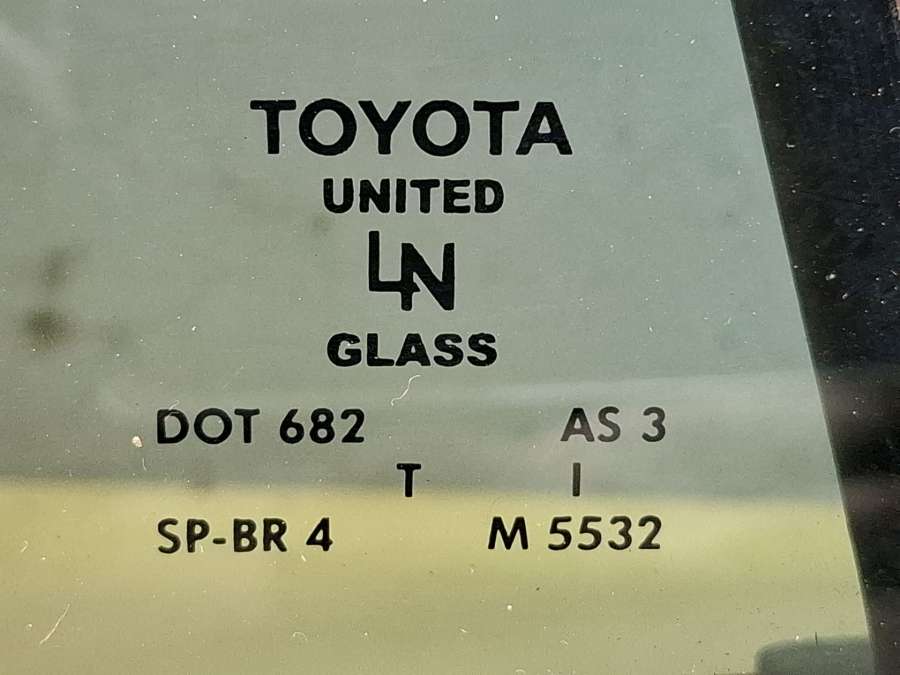 TOYOTA
UNITED
LN
GLASS
DOT 682 AS 3
T I
SP-BR 4 M 5532